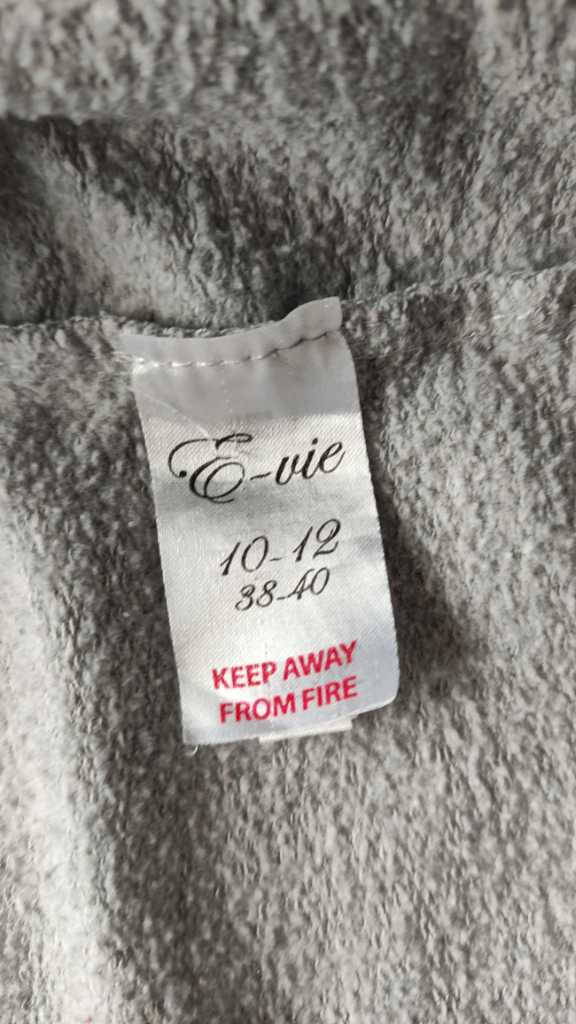 E-vie
10-12
38-40
KEEP AWAY
FROM FIRE